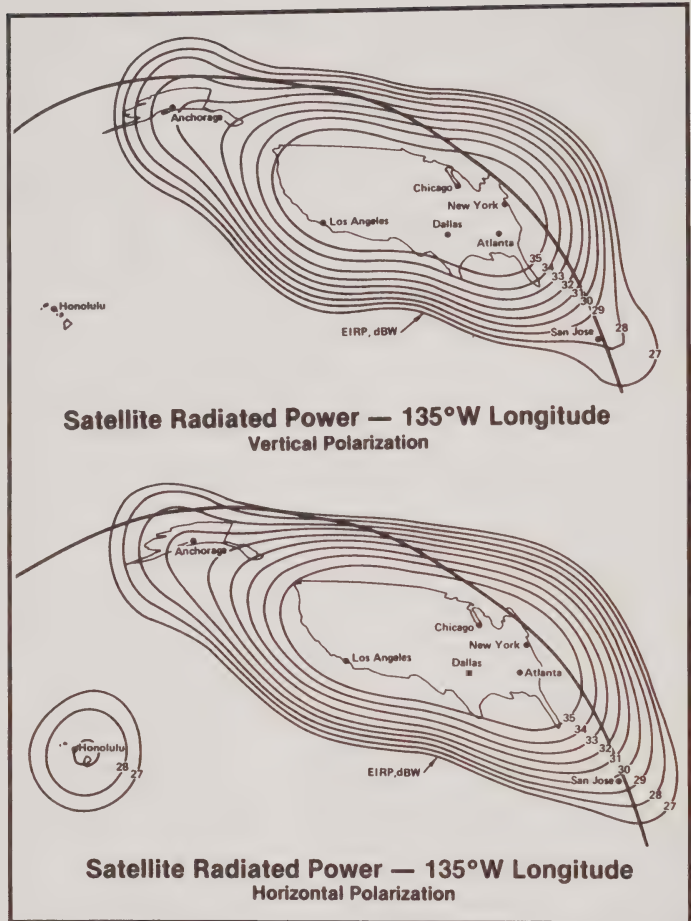 Anchorage
Chicago
New York
Los Angeles
Dallas
Atlanta
35
34
33
32
31
30
29
28
27
Honolulu
EIRP, dBW
San Jose
Satellite Radiated Power — 135°W Longitude
Vertical Polarization
Anchorage
Chicago
New York
Los Angeles
Dallas
Atlanta
35
34
33
32
31
30
29
28
27
Honolulu
28
27
EIRP,dBW
San Jose
Satellite Radiated Power — 135°W Longitude
Horizontal Polarization